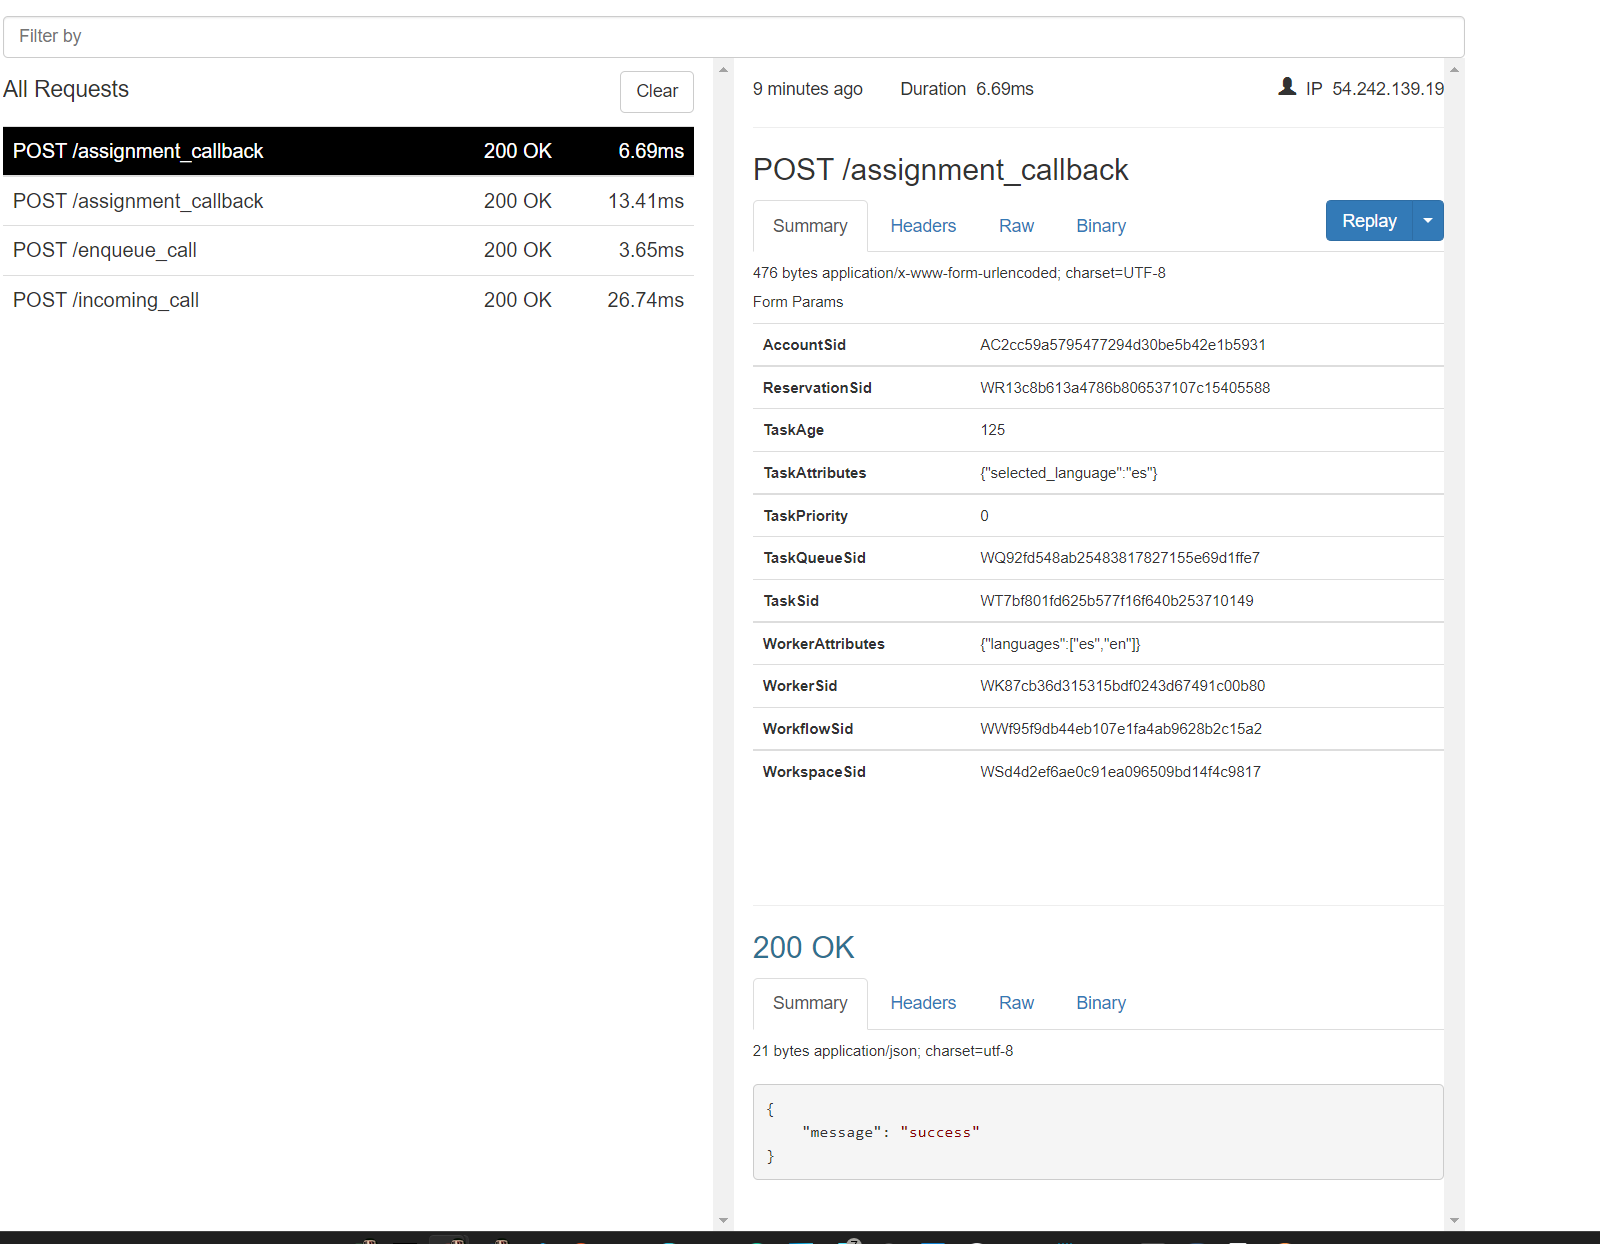 Filter by
All Requests
Clear
POST /assignment_callback 200 OK 6.69ms
POST /assignment_callback 200 OK 13.41ms
POST /enqueue_call 200 OK 3.65ms
POST /incoming_call 200 OK 26.74ms
9 minutes ago Duration 6.69ms IP 54.242.139.19
POST /assignment_callback
Summary Headers Raw Binary Replay
476 bytes application/x-www-form-urlencoded; charset=UTF-8
Form Params
AccountSid AC2cc59a5795477294d30be5b42e1b5931
ReservationSid WR13c8b613a4786b806537107c15405588
TaskAge 125
TaskAttributes {"selected_language":"es"}
TaskPriority 0
TaskQueueSid WQ92fd548ab25483817827155e69d1ffe7
TaskSid WT7bf801fd625b577f16f640b253710149
WorkerAttributes {"languages":["es","en"]}
WorkerSid WK87cb36d315315bdf0243d67491c00b80
WorkflowSid WWf95f9db44eb107e1fa4ab9628b2c15a2
WorkspaceSid WSd4d2ef6ae0c91ea096509bd14f4c9817
200 OK
Summary Headers Raw Binary
21 bytes application/json; charset=utf-8
{
"message": "success"
}